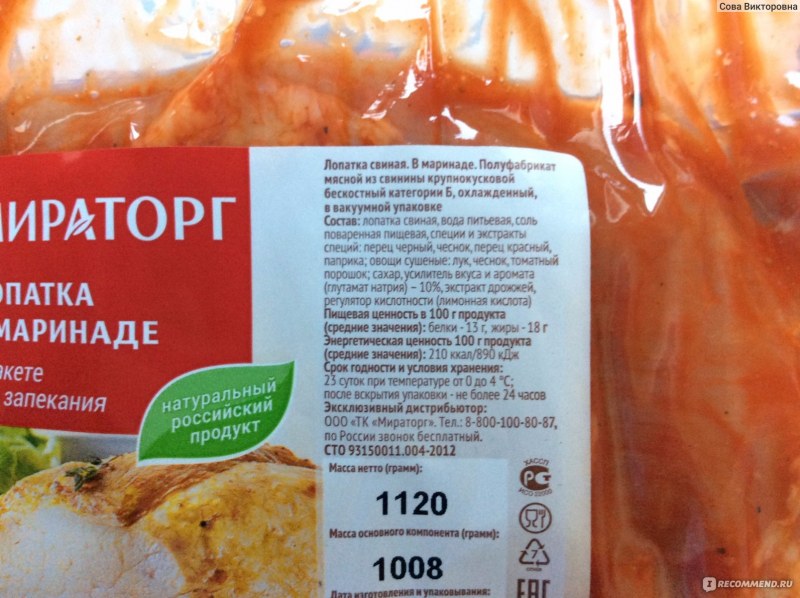 Сова Викторовна
МИРАТОРГ
ЛОПАТКА
МАРИНАДЕ
пакете
запекания
натуральный
российский
продукт
Лопатка свиная. В маринаде. Полуфабрикат
мясной из свинины крупнокусковой
бескостный категории Б, охлажденный,
в вакуумной упаковке
Состав: лопатка свиная, вода питьевая, соль
поваренная пищевая, специи и экстракты
специй: перец черный, чеснок, перец красный,
паприка; овощи сушеные: лук, чеснок, томатный
порошок; сахар, усилитель вкуса и аромата
(глутамат натрия) – 10%, экстракт дрожжей,
регулятор кислотности (лимонная кислота)
Пищевая ценность в 100 г продукта
(средние значения): белки - 13 г, жиры - 18 г
Энергетическая ценность 100 г продукта
(средние значения): 210 ккал/890 кДж
Срок годности и условия хранения:
23 суток при температуре от 0 до 4 °С;
после вскрытия упаковки - не более 24 часов
Эксклюзивный дистрибьютор:
ООО «ТК «Мираторг». Тел.: 8-800-100-80-87,
по России звонок бесплатный.
СТО 93150011.004-2012
Масса нетто (грамм):
1120
Масса основного компонента (грамм):
1008
Дата изготовления и упаковывания:
ХАССП
РС
ИСО 22000
7
EAC
I RECOMMEND.RU